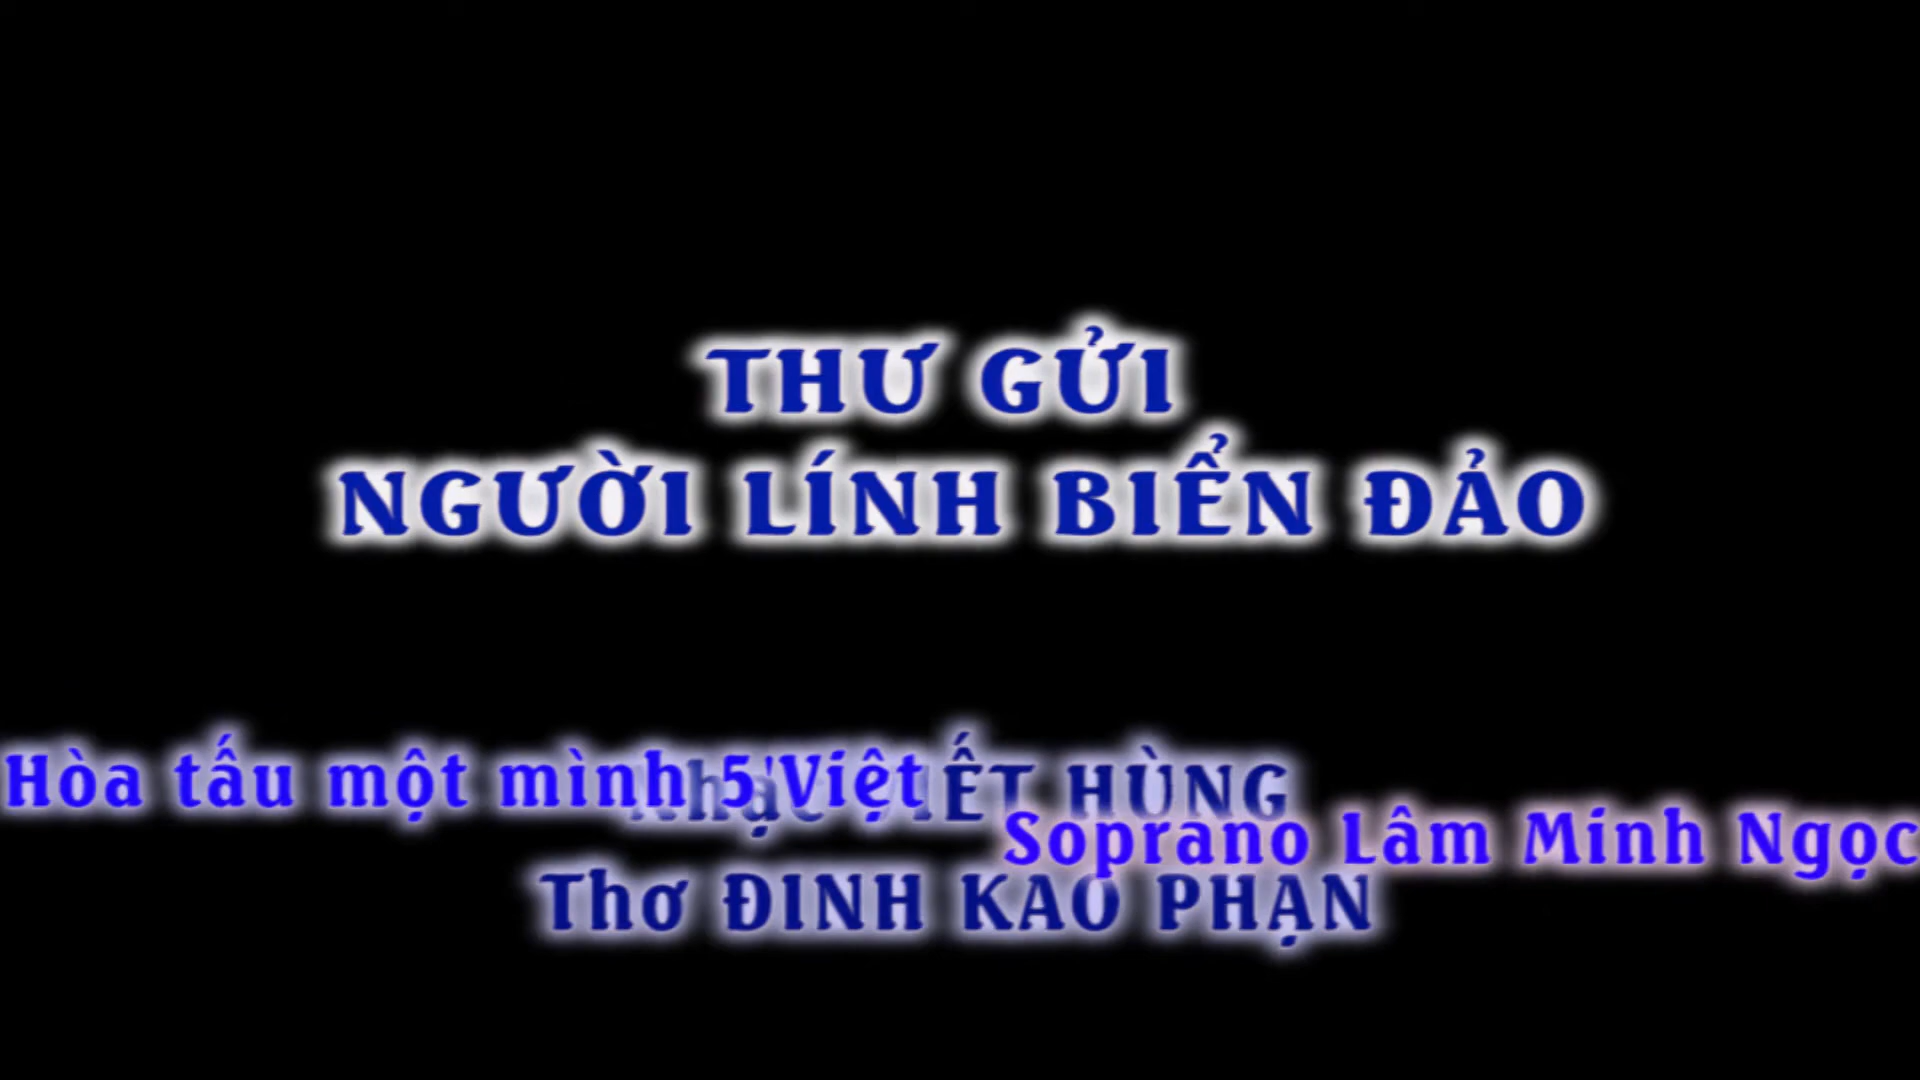 THƯ GỬI
NGƯỜI LÍNH BIỂN ĐẢO
Hòa tấu một mình 5'Việt
HÙNG
Soprano Lâm Minh Ngọc
Thơ ĐINH KAO PHẠN